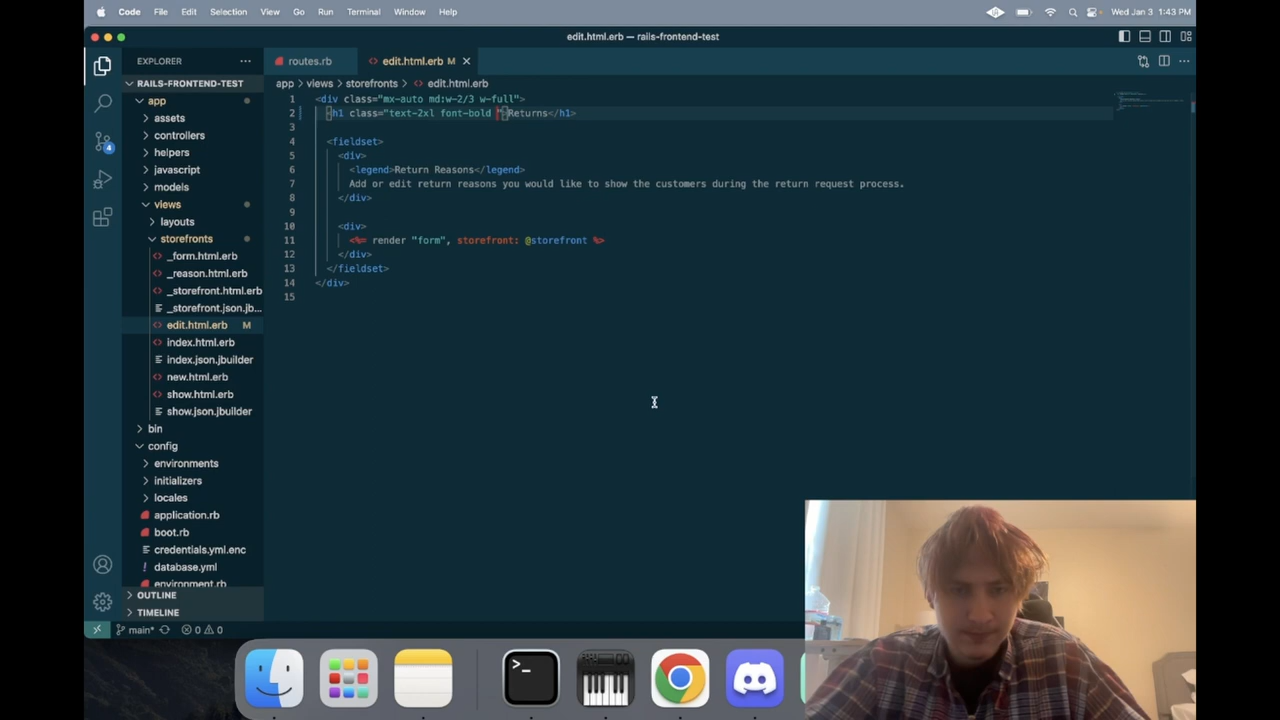 Code File Edit Selection View Go Run Terminal Window Help Wed Jan 3 1:43 PM
edit.html.erb — rails-frontend-test
EXPLORER
routes.rb
edit.html.erb M
RAILS-FRONTEND-TEST
app > views > storefronts > edit.html.erb
app
assets
controllers
helpers
javascript
models
views
layouts
storefronts
_form.html.erb
_reason.html.erb
_storefront.html.erb
_storefront.json.jb...
edit.html.erb M
index.html.erb
index.json.jbuilder
new.html.erb
show.html.erb
show.json.jbuilder
bin
config
environments
initializers
locales
application.rb
boot.rb
credentials.yml.enc
database.yml
environment.rb
OUTLINE
TIMELINE
4
1 <div class="mx-auto md:w-2/3 w-full">
2 <h1 class="text-2xl font-bold ">Returns</h1>
3
4 <fieldset>
5 <div>
6 <legend>Return Reasons</legend>
7 Add or edit return reasons you would like to show the customers during the return request process.
8 </div>
9
10 <div>
11 <%= render "form", storefront: @storefront %>
12 </div>
13 </fieldset>
14 </div>
15
main* 0 0
>_